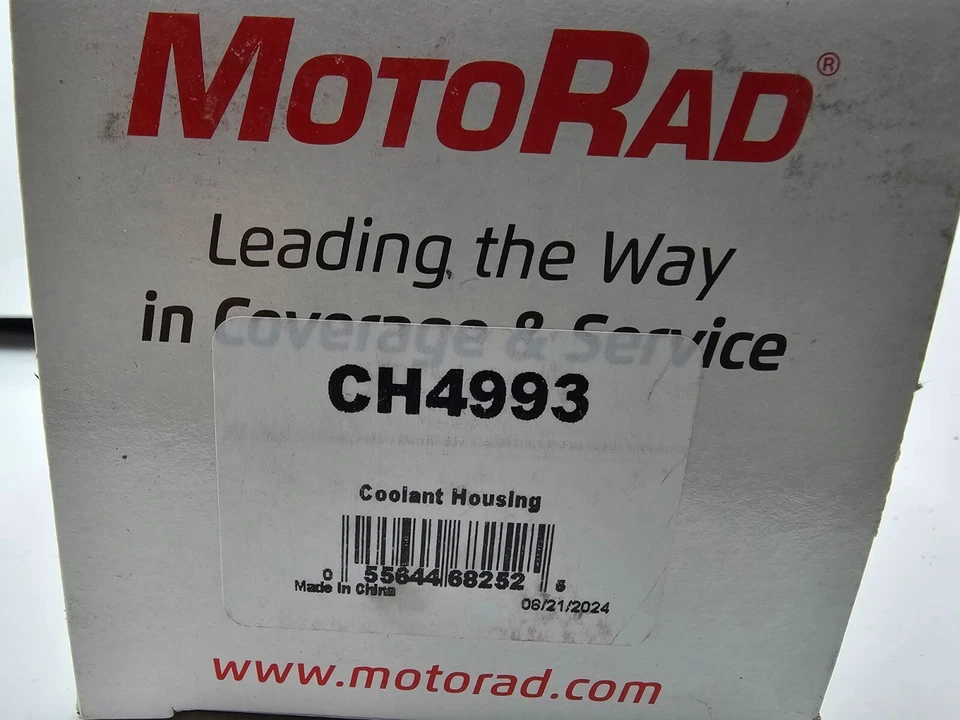 MOTORAD®
Leading the Way
in Coverage & Service
CH4993
Coolant Housing
0 55644 68252 5
Made In China
06/21/2024
www.motorad.com